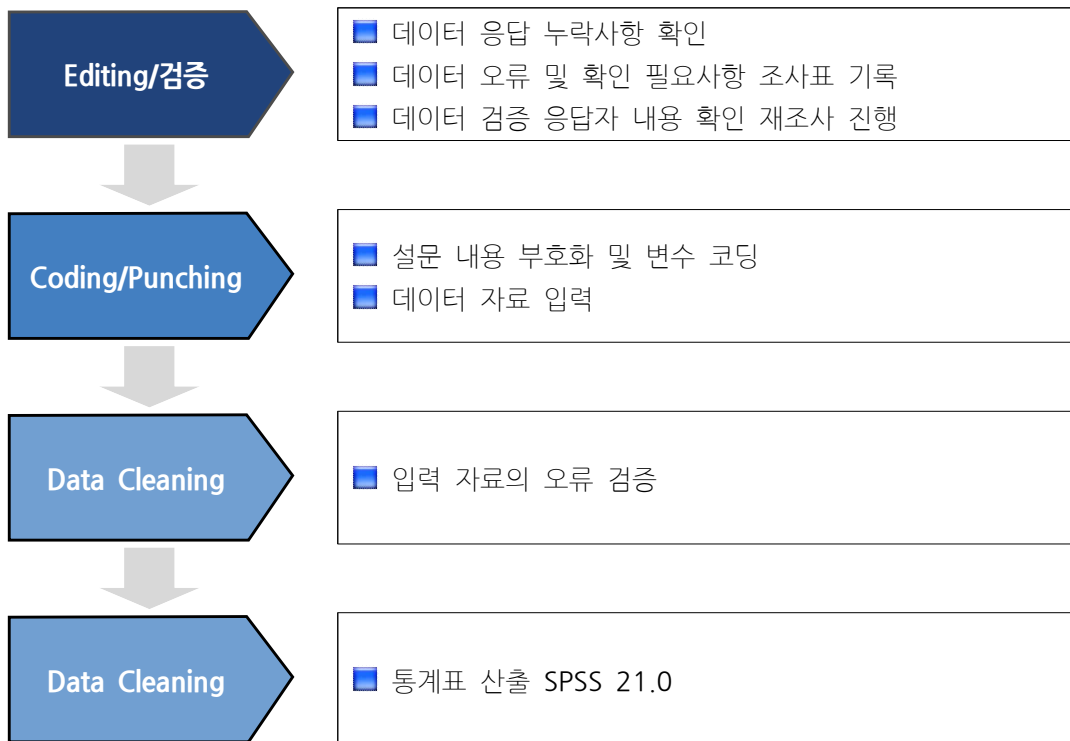 Editing/검증
데이터 응답 누락사항 확인
데이터 오류 및 확인 필요사항 조사표 기록
데이터 검증 응답자 내용 확인 재조사 진행
Coding/Punching
설문 내용 부호화 및 변수 코딩
데이터 자료 입력
Data Cleaning
입력 자료의 오류 검증
Data Cleaning
통계표 산출 SPSS 21.0